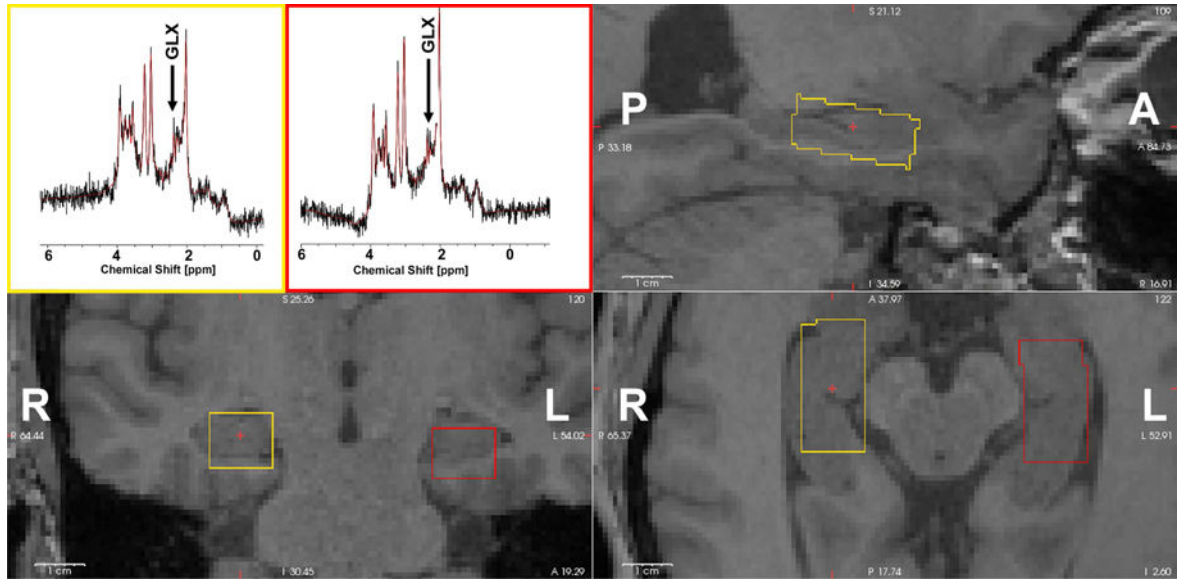 GLX
6 4 2 0
Chemical Shift [ppm]
GLX
6 4 2 0
Chemical Shift [ppm]
S 21.12
109
P
A
P 33.18
A 84.73
1 cm
I 34.59
R 16.91
S 25.26
120
R
L
R 64.44
L 54.02
1 cm
I 30.45
A 19.29
A 37.97
122
R
L
R 65.37
L 52.91
1 cm
P 17.74
I 2.60